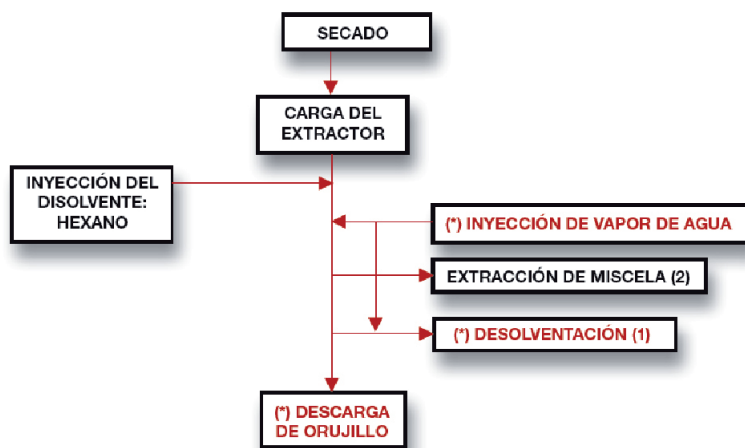 SECADO
CARGA DEL
EXTRACTOR
INYECCIÓN DEL
DISOLVENTE:
HEXANO
(*) INYECCIÓN DE VAPOR DE AGUA
EXTRACCIÓN DE MISCELA (2)
(*) DESOLVENTACIÓN (1)
(*) DESCARGA
DE ORUJILLO